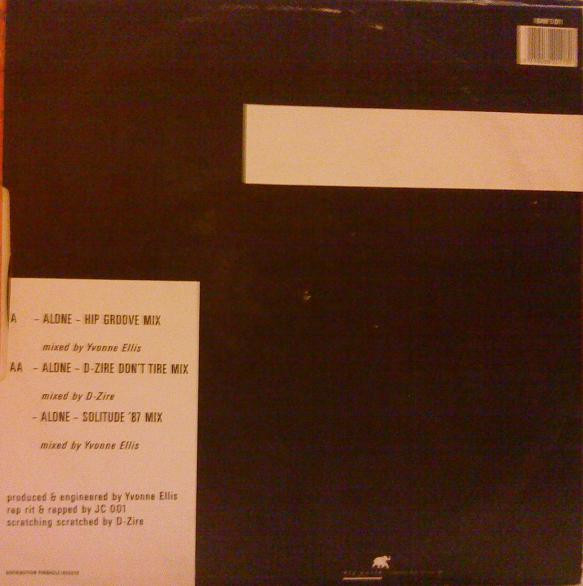 A - ALONE - HIP GROOVE MIX
mixed by Yvonne Ellis
AA - ALONE - D-ZIRE DON'T TIRE MIX
mixed by D-Zire
- ALONE - SOLITUDE '87 MIX
mixed by Yvonne Ellis
produced & engineered by Yvonne Ellis
rap rit & rapped by JC 001
scratching scratched by D-Zire